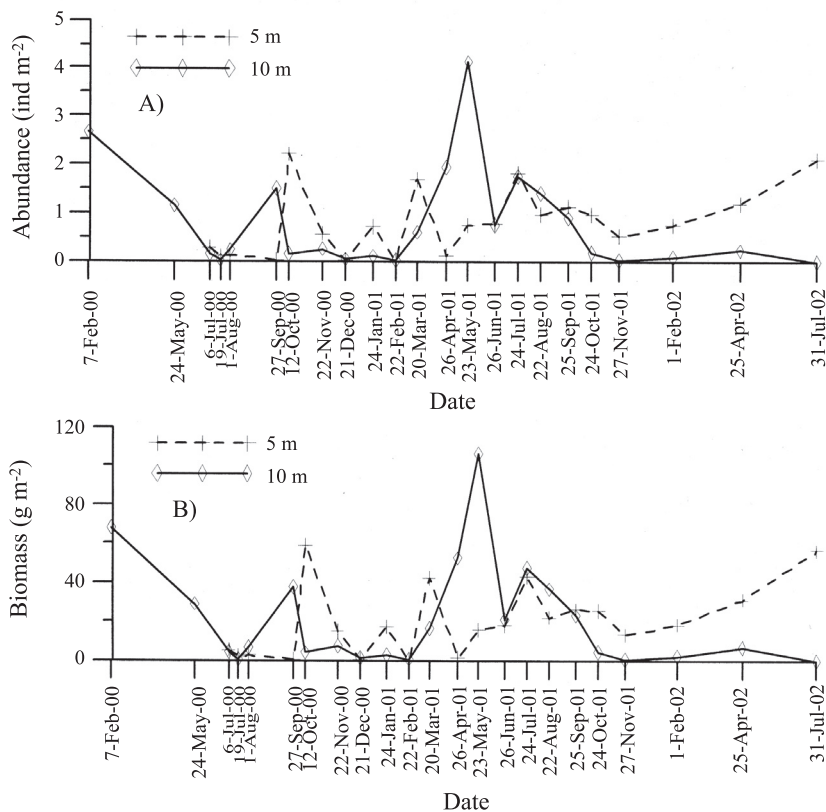 5
4
3
2
1
0
Abundance (ind m-2)
5 m
10 m
A)
7-Feb-00
24-May-00
6-Jul-00
19-Jul-00
1-Aug-00
27-Sep-00
12-Oct-00
22-Nov-00
21-Dec-00
24-Jan-01
22-Feb-01
20-Mar-01
26-Apr-01
23-May-01
26-Jun-01
24-Jul-01
22-Aug-01
25-Sep-01
24-Oct-01
27-Nov-01
1-Feb-02
25-Apr-02
31-Jul-02
Date
120
80
40
0
Biomass (g m-2)
5 m
10 m
B)
7-Feb-00
24-May-00
6-Jul-00
19-Jul-00
1-Aug-00
27-Sep-00
12-Oct-00
22-Nov-00
21-Dec-00
24-Jan-01
22-Feb-01
20-Mar-01
26-Apr-01
23-May-01
26-Jun-01
24-Jul-01
22-Aug-01
25-Sep-01
24-Oct-01
27-Nov-01
1-Feb-02
25-Apr-02
31-Jul-02
Date